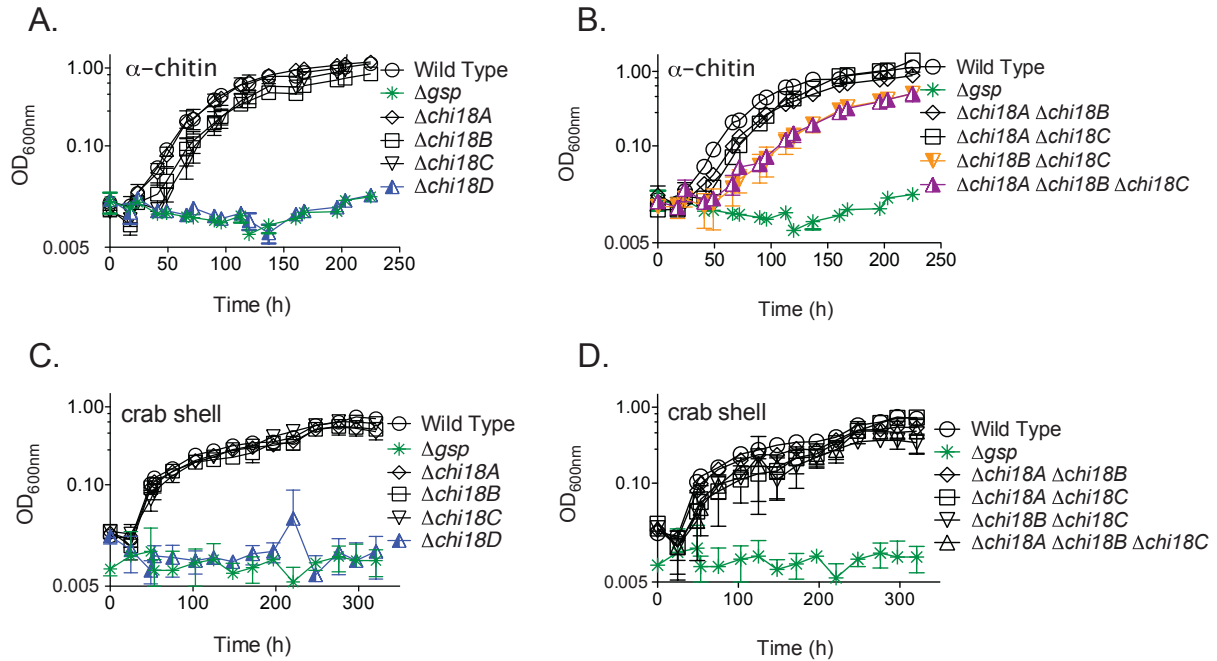 A.
α-chitin
OD600nm
1.00
0.10
0.005
0 50 100 150 200 250
Time (h)
Wild Type
Δgsp
Δchi18A
Δchi18B
Δchi18C
Δchi18D
B.
α-chitin
OD600nm
1.00
0.10
0.005
0 50 100 150 200 250
Time (h)
Wild Type
Δgsp
Δchi18A Δchi18B
Δchi18A Δchi18C
Δchi18B Δchi18C
Δchi18A Δchi18B Δchi18C
C.
crab shell
OD600nm
1.00
0.10
0.005
0 100 200 300
Time (h)
Wild Type
Δgsp
Δchi18A
Δchi18B
Δchi18C
Δchi18D
D.
crab shell
OD600nm
1.00
0.10
0.005
0 100 200 300
Time (h)
Wild Type
Δgsp
Δchi18A Δchi18B
Δchi18A Δchi18C
Δchi18B Δchi18C
Δchi18A Δchi18B Δchi18C